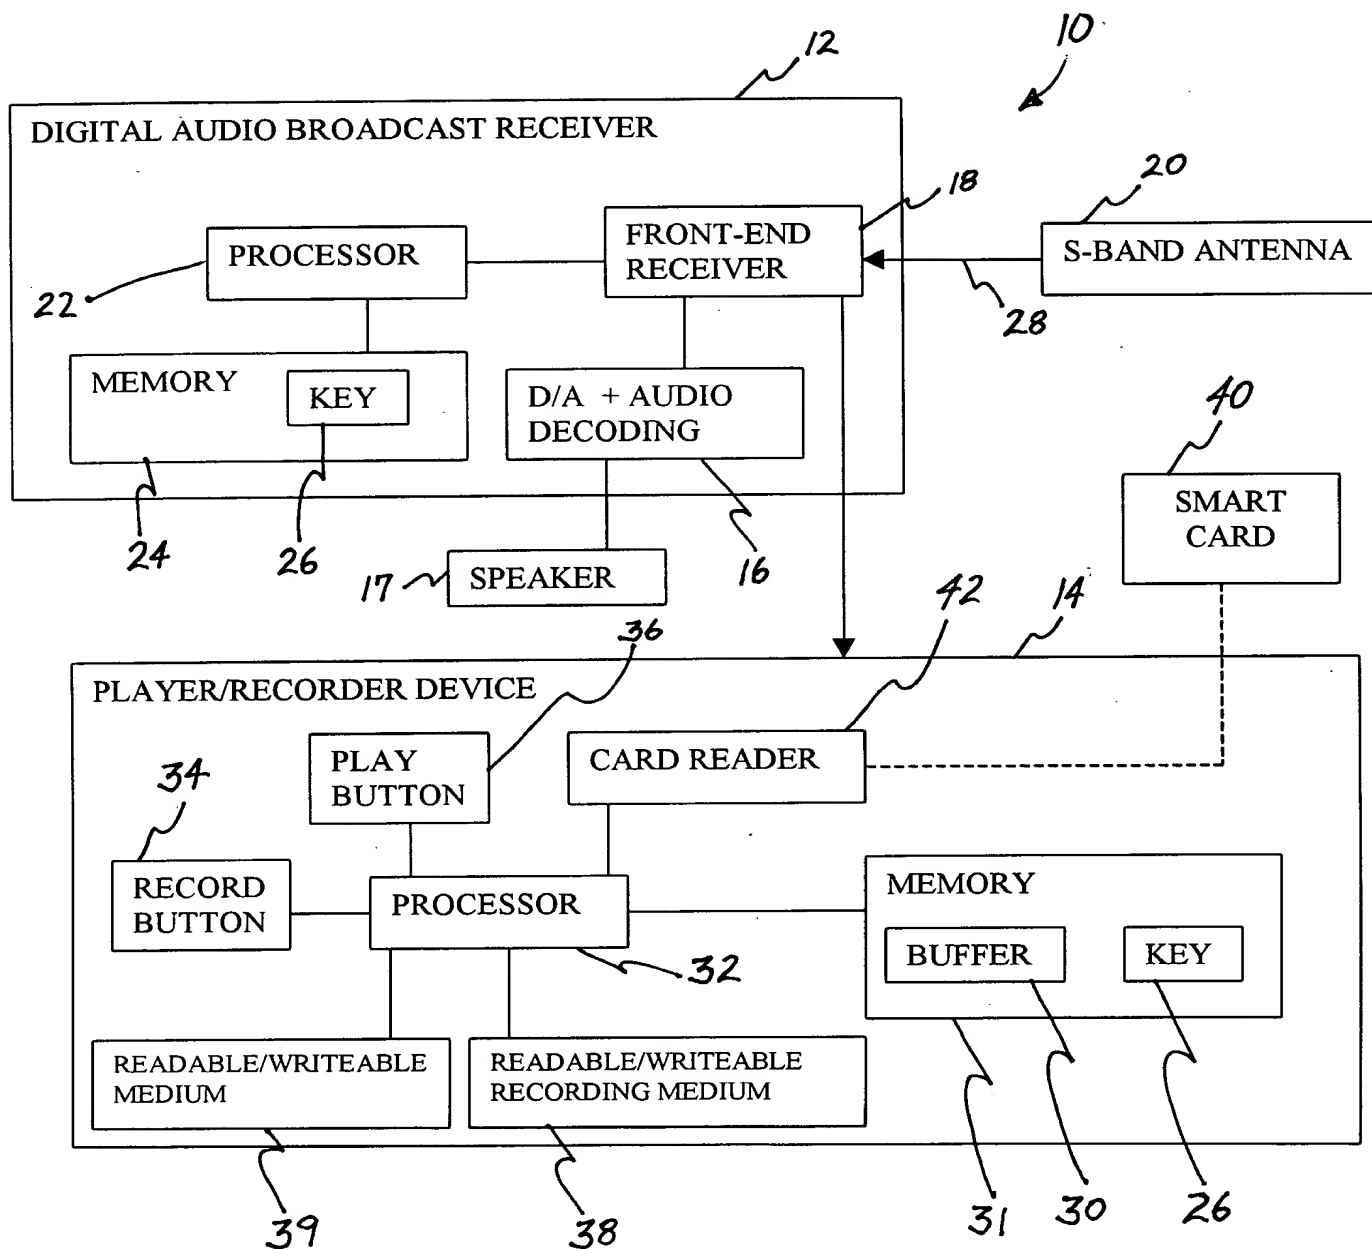 10
12
DIGITAL AUDIO BROADCAST RECEIVER
18
20
PROCESSOR
FRONT-END
RECEIVER
S-BAND ANTENNA
22
28
MEMORY
KEY
D/A + AUDIO
DECODING
40
SMART
CARD
24
26
17
SPEAKER
16
42
14
36
PLAYER/RECORDER DEVICE
PLAY
BUTTON
CARD READER
34
RECORD
BUTTON
PROCESSOR
MEMORY
BUFFER
KEY
32
READABLE/WRITEABLE
MEDIUM
READABLE/WRITEABLE
RECORDING MEDIUM
39
38
31
30
26